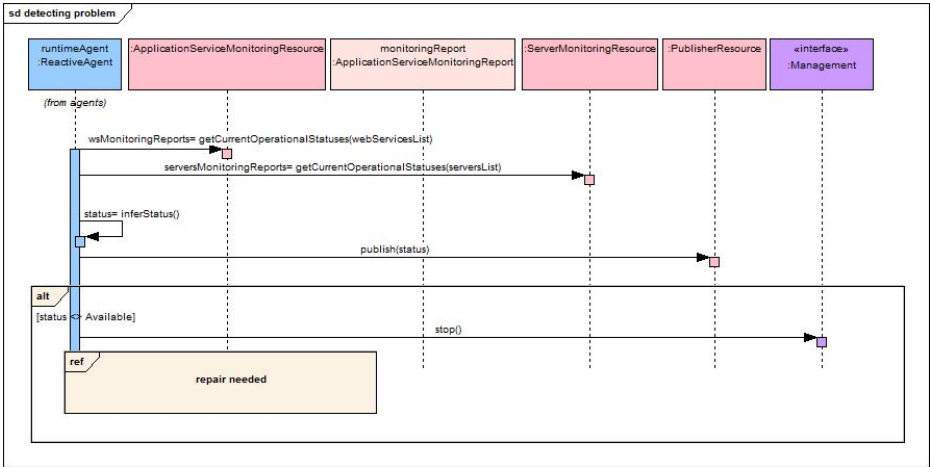 sd detecting problem
runtimeAgent
:ReactiveAgent
:ApplicationServiceMonitoringResource
monitoringReport
:ApplicationServiceMonitoringReport
:ServerMonitoringResource
:PublisherResource
«interface»
:Management
(from agents)
wsMonitoringReports= getCurrentOperationalStatuses(webServicesList)
serversMonitoringReports= getCurrentOperationalStatuses(serversList)
status= inferStatus()
publish(status)
alt
[status <> Available]
stop()
ref
repair needed